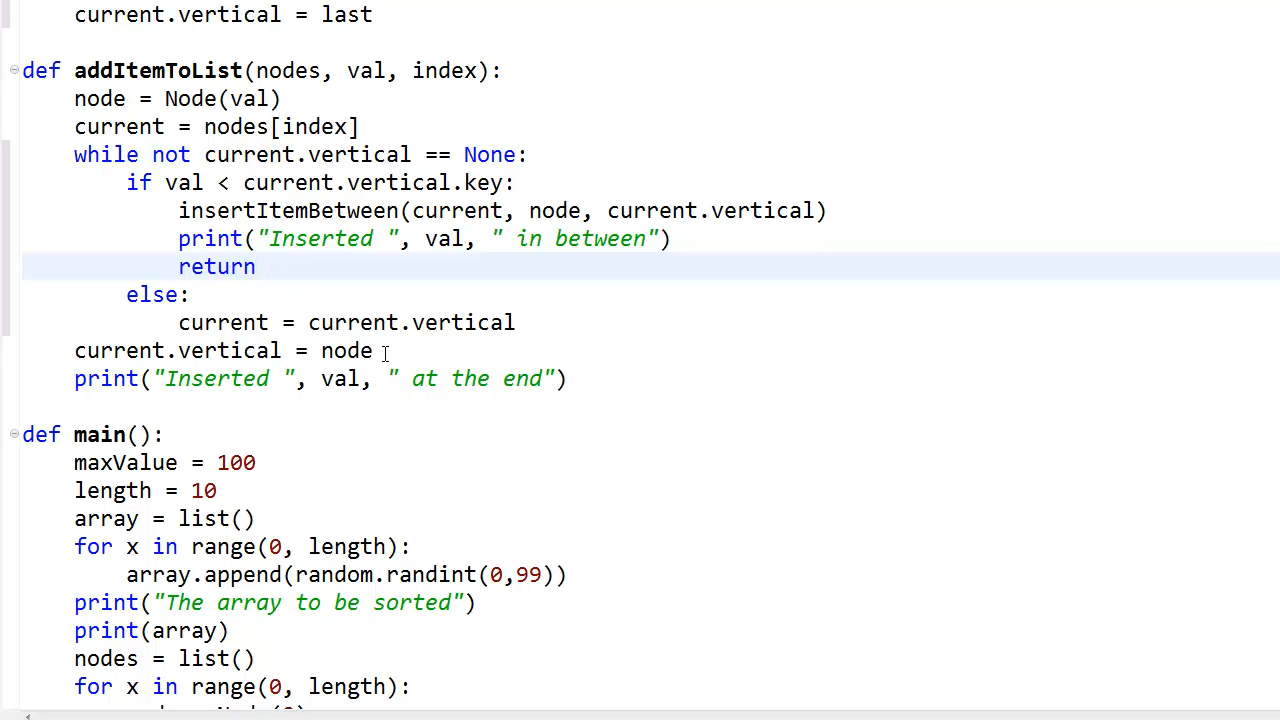 current.vertical = last
def addItemToList(nodes, val, index):
node = Node(val)
current = nodes[index]
while not current.vertical == None:
if val < current.vertical.key:
insertItemBetween(current, node, current.vertical)
print("Inserted ", val, " in between")
return
else:
current = current.vertical
current.vertical = node
print("Inserted ", val, " at the end")
def main():
maxValue = 100
length = 10
array = list()
for x in range(0, length):
array.append(random.randint(0,99))
print("The array to be sorted")
print(array)
nodes = list()
for x in range(0, length):